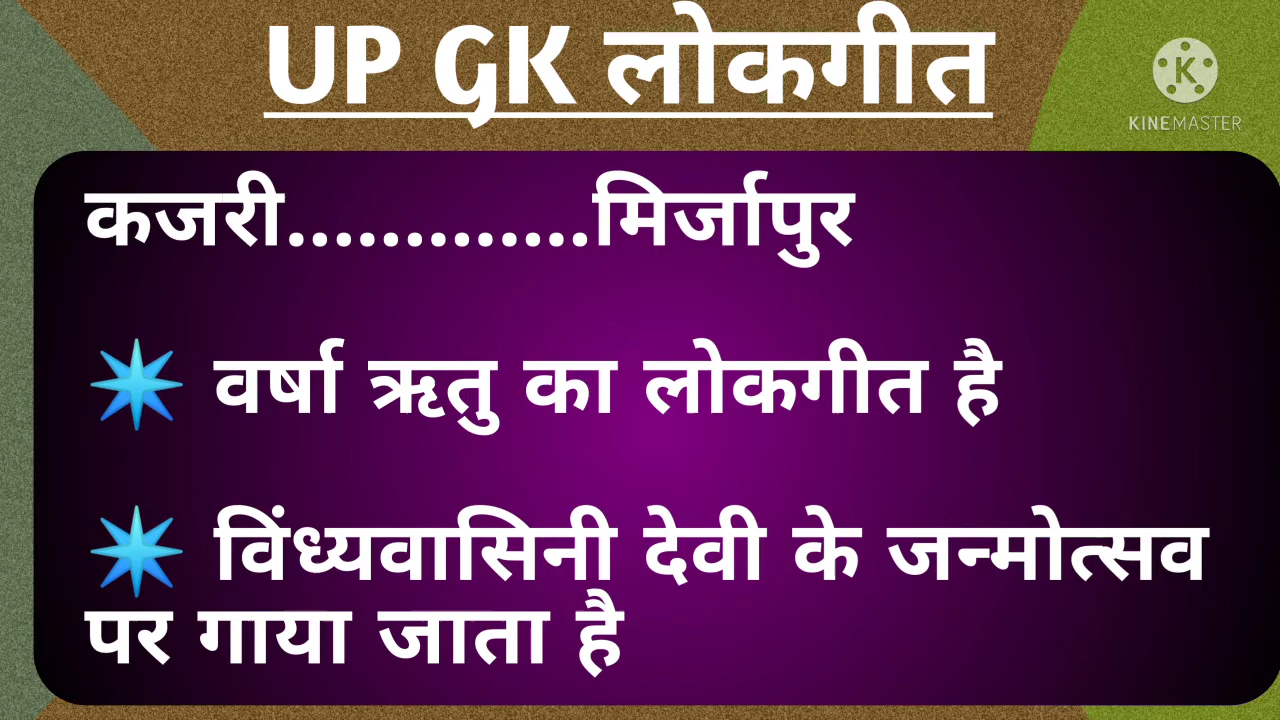 UP GK लोकगीत
KINEMASTER
कजरी.............मिर्जापुर
वर्षा ऋतु का लोकगीत है
विंध्यवासिनी देवी के जन्मोत्सव
पर गाया जाता है